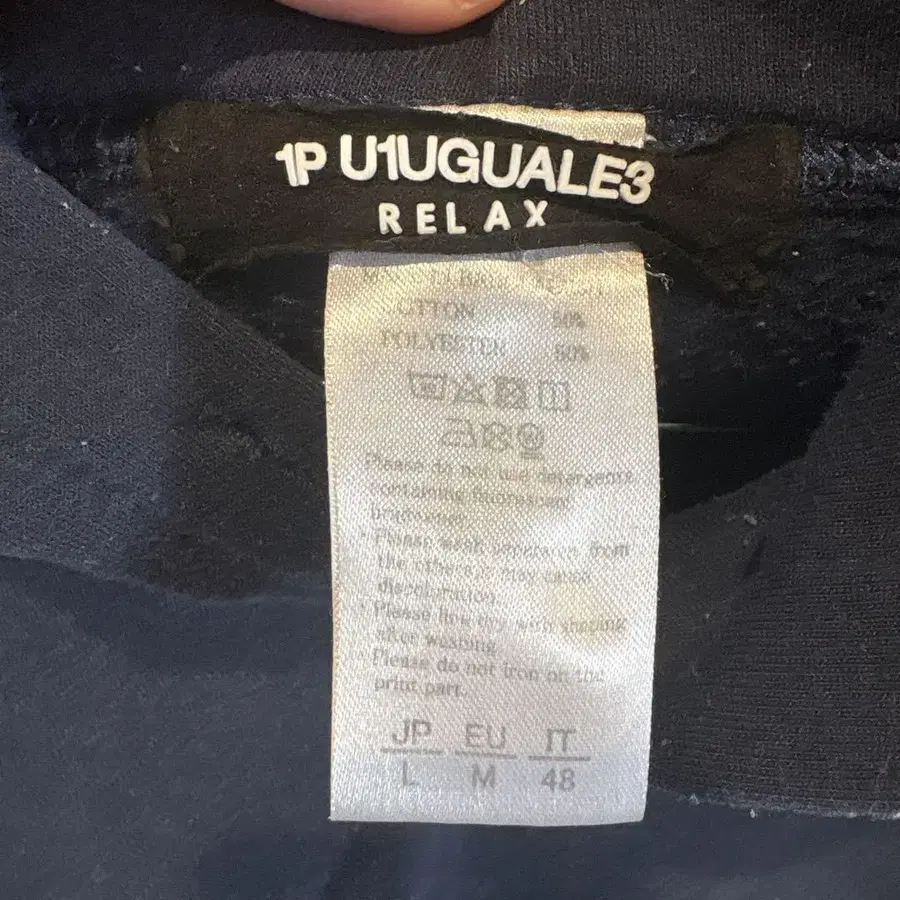 1P U1UGUALE3
RELAX
COTTON 50%
POLYESTER 50%
Please do not use detergents
containing fluorescent
brightener.
Please wash separately from
the others it may cause
discoloration.
Please line dry with shaping
after washing.
Please do not iron on the
print part.
JP EU IT
L M 48